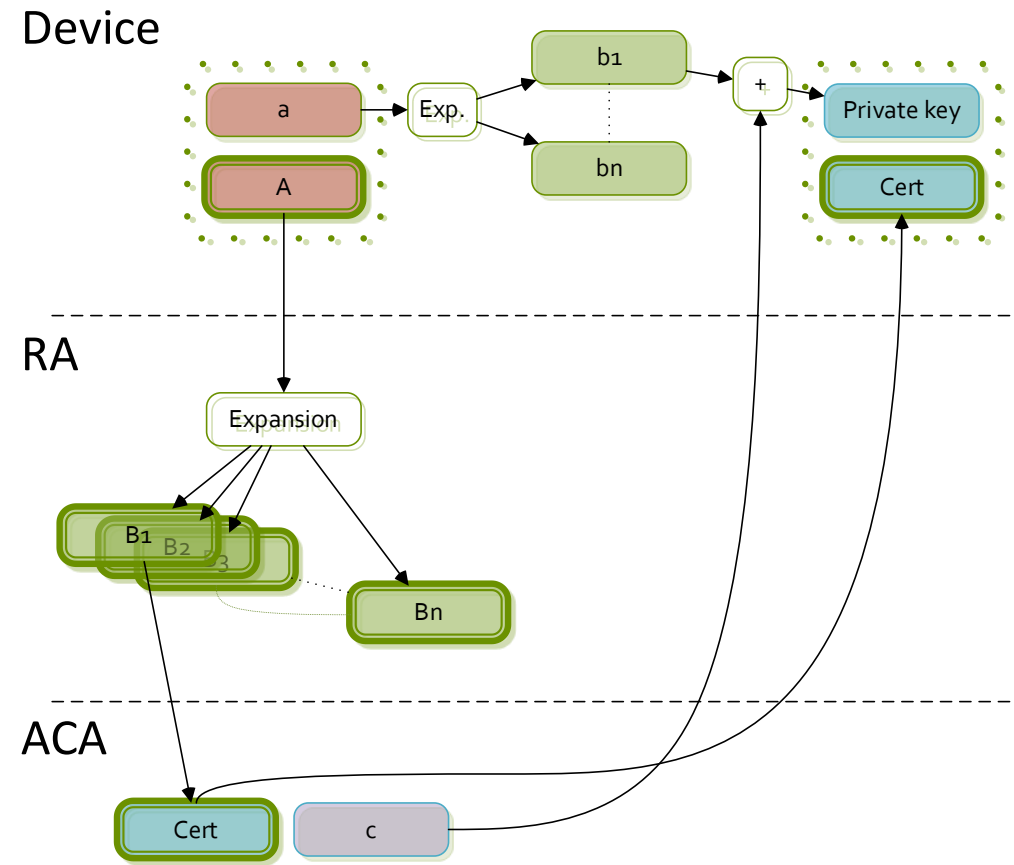 Device
a
Exp.
b1
bn
+
Private key
A
Cert
RA
Expansion
B1
B2
B3
Bn
ACA
Cert
c